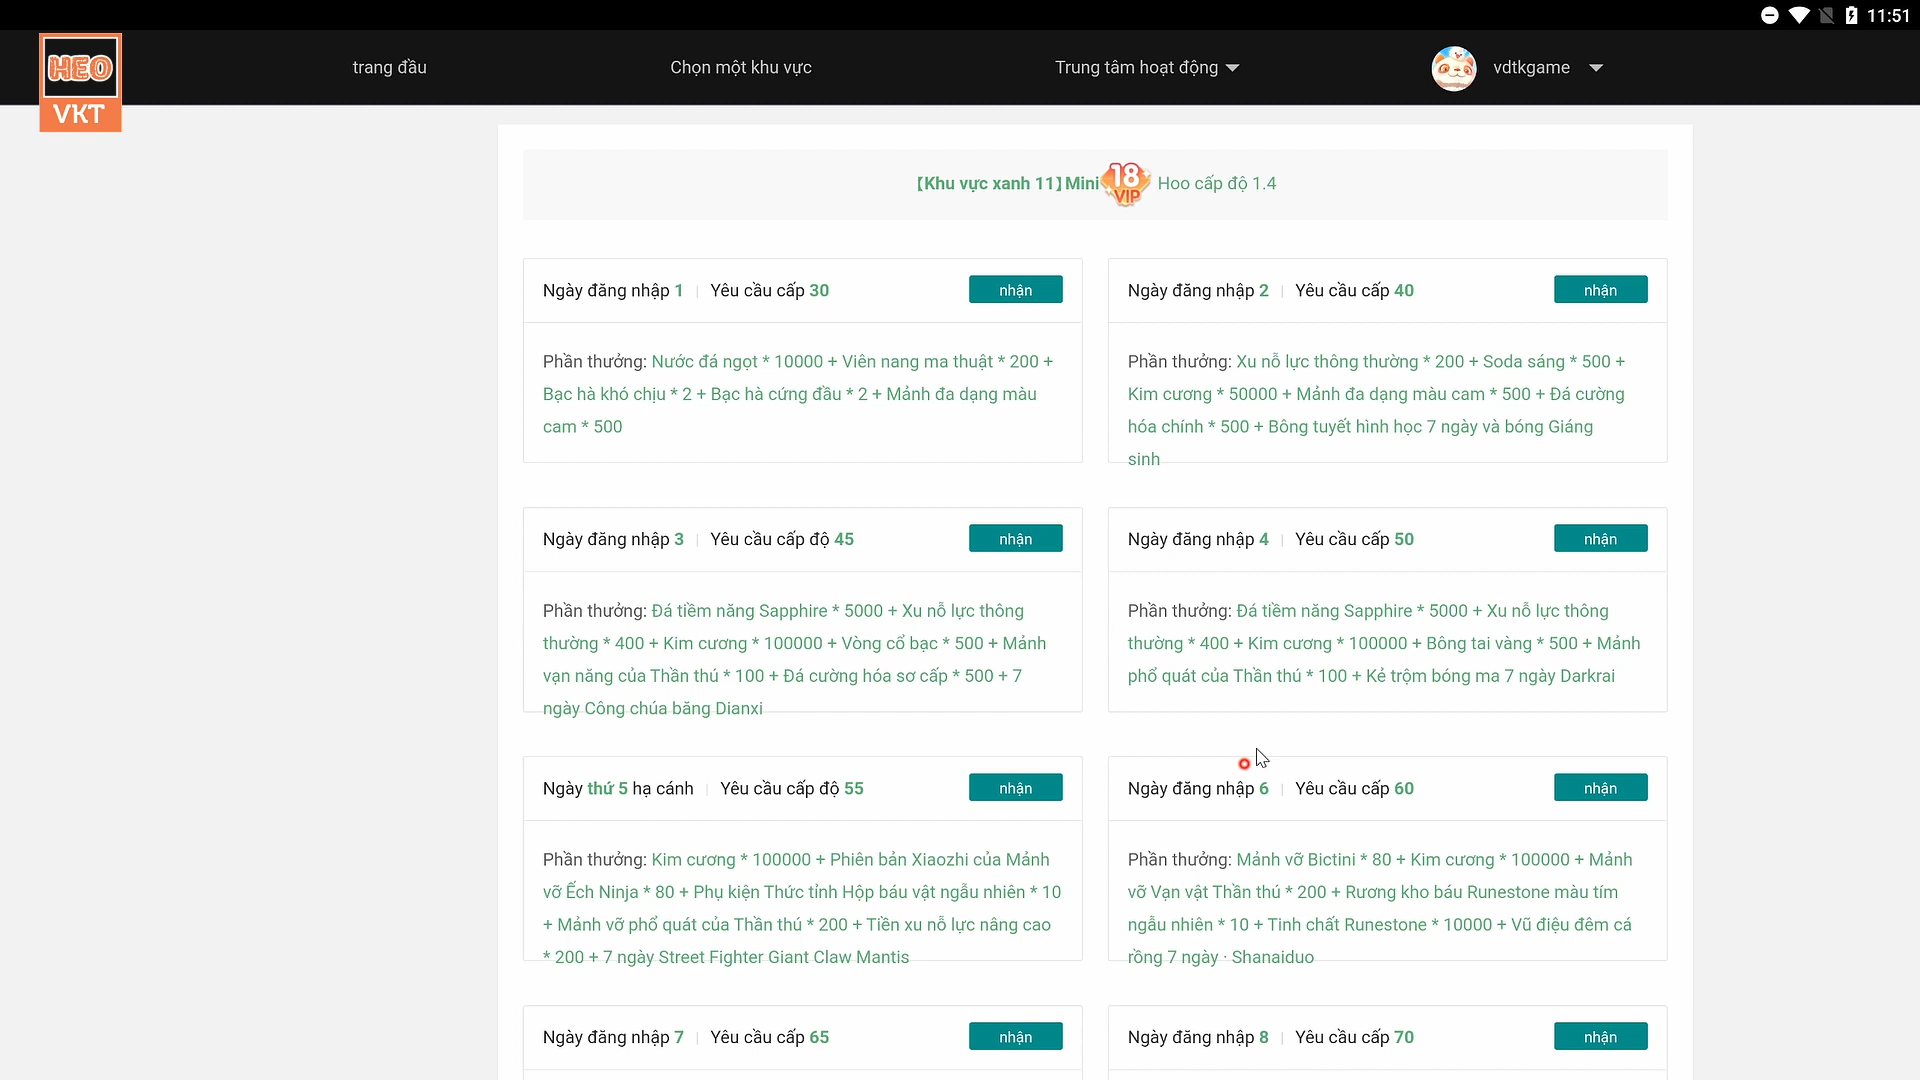 11:51
HEO
VKT
trang đầu
Chọn một khu vực
Trung tâm hoạt động
vdtkgame
【Khu vực xanh 11】Mini 18 VIP Hoo cấp độ 1.4
Ngày đăng nhập 1 | Yêu cầu cấp 30
nhận
Phần thưởng: Nước đá ngọt * 10000 + Viên nang ma thuật * 200 +
Bạc hà khó chịu * 2 + Bạc hà cứng đầu * 2 + Mảnh đa dạng màu
cam * 500
Ngày đăng nhập 2 | Yêu cầu cấp 40
nhận
Phần thưởng: Xu nỗ lực thông thường * 200 + Soda sáng * 500 +
Kim cương * 50000 + Mảnh đa dạng màu cam * 500 + Đá cường
hóa chính * 500 + Bông tuyết hình học 7 ngày và bóng Giáng
sinh
Ngày đăng nhập 3 | Yêu cầu cấp độ 45
nhận
Phần thưởng: Đá tiềm năng Sapphire * 5000 + Xu nỗ lực thông
thường * 400 + Kim cương * 100000 + Vòng cổ bạc * 500 + Mảnh
vạn năng của Thần thú * 100 + Đá cường hóa sơ cấp * 500 + 7
ngày Công chúa băng Dianxi
Ngày đăng nhập 4 | Yêu cầu cấp 50
nhận
Phần thưởng: Đá tiềm năng Sapphire * 5000 + Xu nỗ lực thông
thường * 400 + Kim cương * 100000 + Bông tai vàng * 500 + Mảnh
phổ quát của Thần thú * 100 + Kẻ trộm bóng ma 7 ngày Darkrai
Ngày thứ 5 hạ cánh | Yêu cầu cấp độ 55
nhận
Phần thưởng: Kim cương * 100000 + Phiên bản Xiaozhi của Mảnh
vỡ Ếch Ninja * 80 + Phụ kiện Thức tỉnh Hộp báu vật ngẫu nhiên * 10
+ Mảnh vỡ phổ quát của Thần thú * 200 + Tiền xu nỗ lực nâng cao
* 200 + 7 ngày Street Fighter Giant Claw Mantis
Ngày đăng nhập 6 | Yêu cầu cấp 60
nhận
Phần thưởng: Mảnh vỡ Bictini * 80 + Kim cương * 100000 + Mảnh
vỡ Vạn vật Thần thú * 200 + Rương kho báu Runestone màu tím
ngẫu nhiên * 10 + Tinh chất Runestone * 10000 + Vũ điệu đêm cá
rồng 7 ngày · Shanaiduo
Ngày đăng nhập 7 | Yêu cầu cấp 65
nhận
Ngày đăng nhập 8 | Yêu cầu cấp 70
nhận